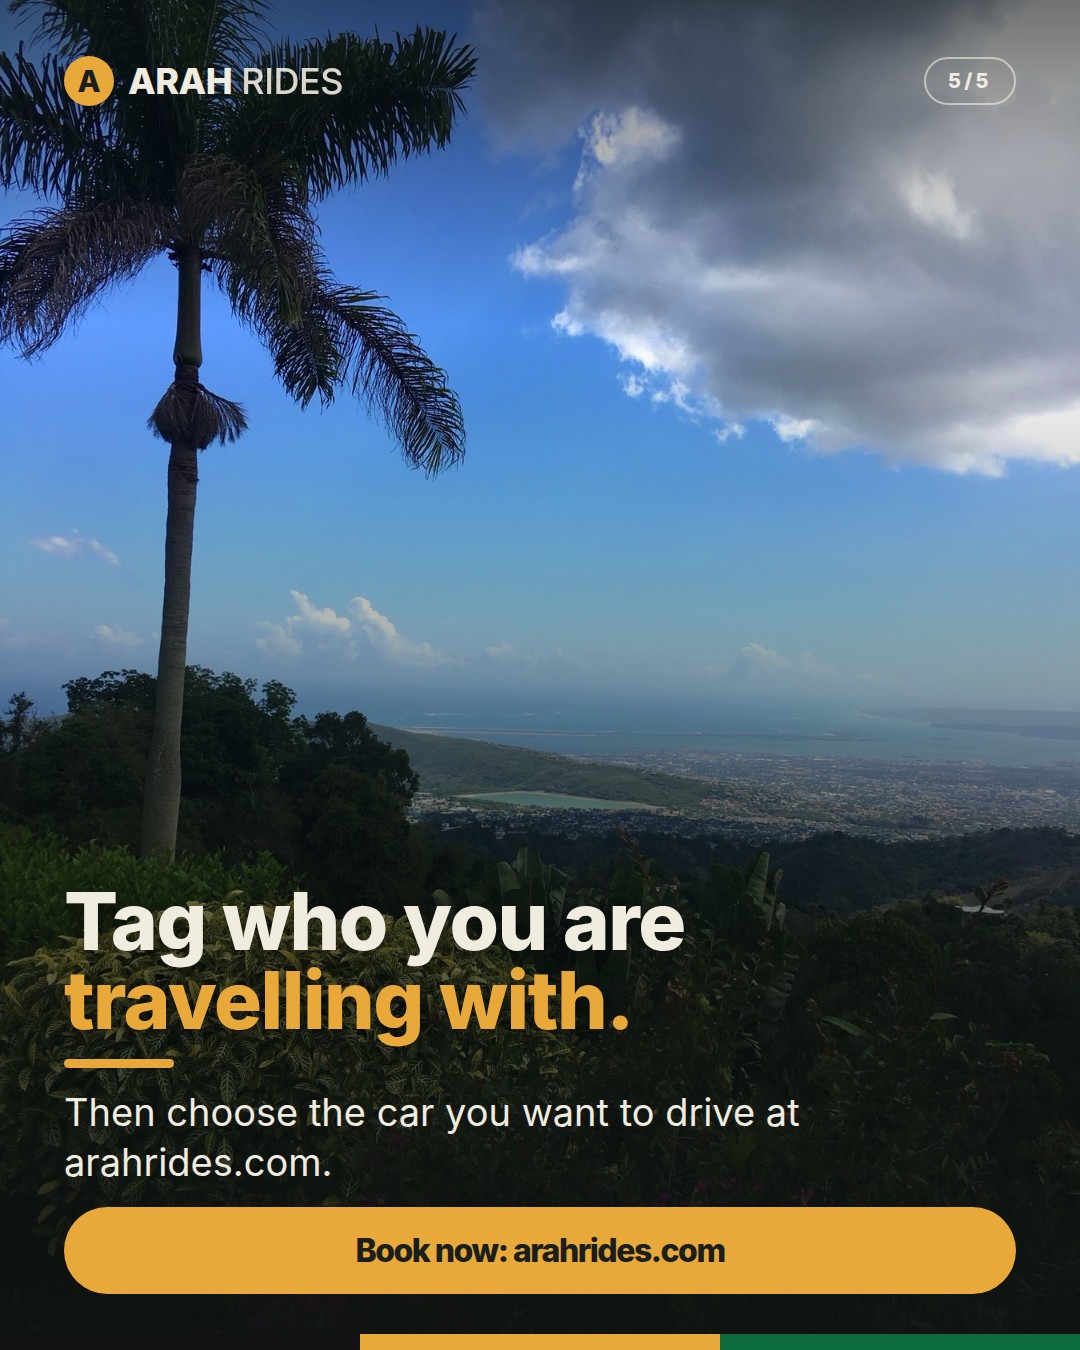 A ARAH RIDES
5/5
Tag who you are
travelling with.
Then choose the car you want to drive at
arahrides.com.
Book now: arahrides.com